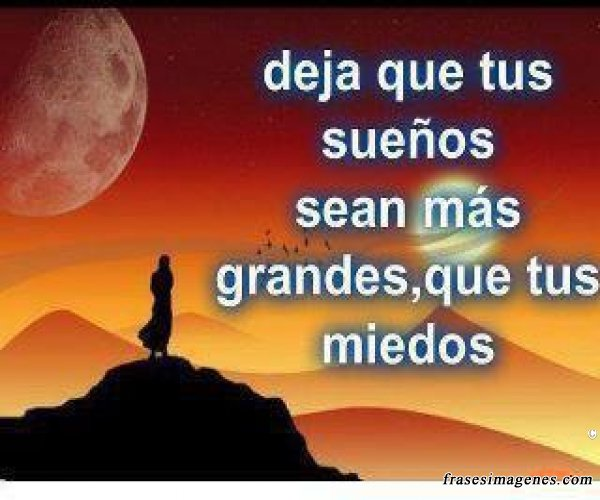 deja que tus
sueños
sean más
grandes,que tus
miedos
©
frasesimagenes.com